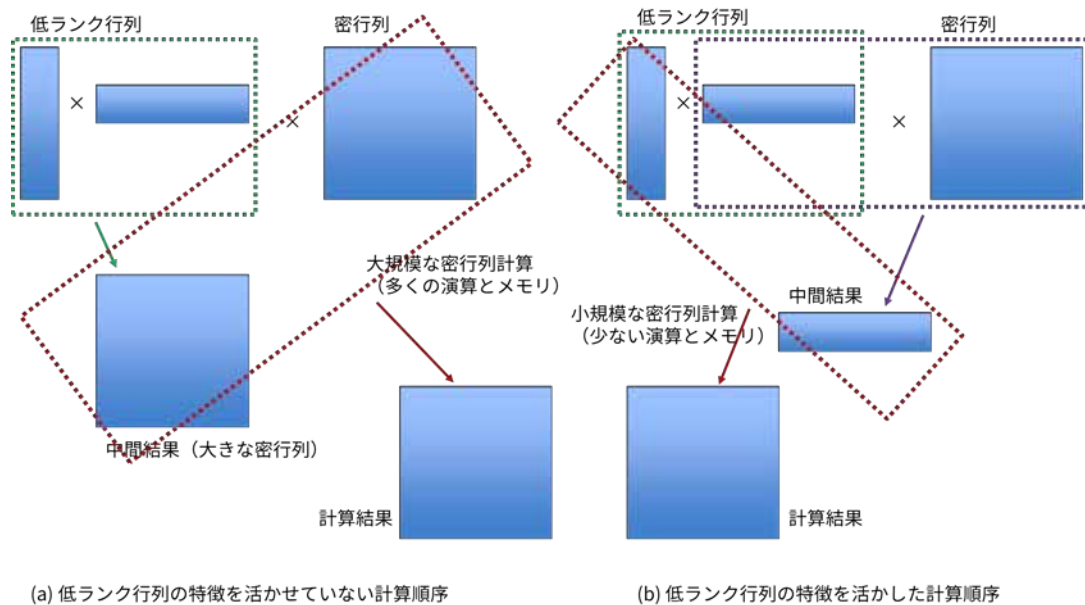 低ランク行列
密行列
×
×
大規模な密行列計算
（多くの演算とメモリ）
中間結果（大きな密行列）
計算結果
(a) 低ランク行列の特徴を活かせていない計算順序
低ランク行列
密行列
×
×
中間結果
小規模な密行列計算
（少ない演算とメモリ）
計算結果
(b) 低ランク行列の特徴を活かした計算順序